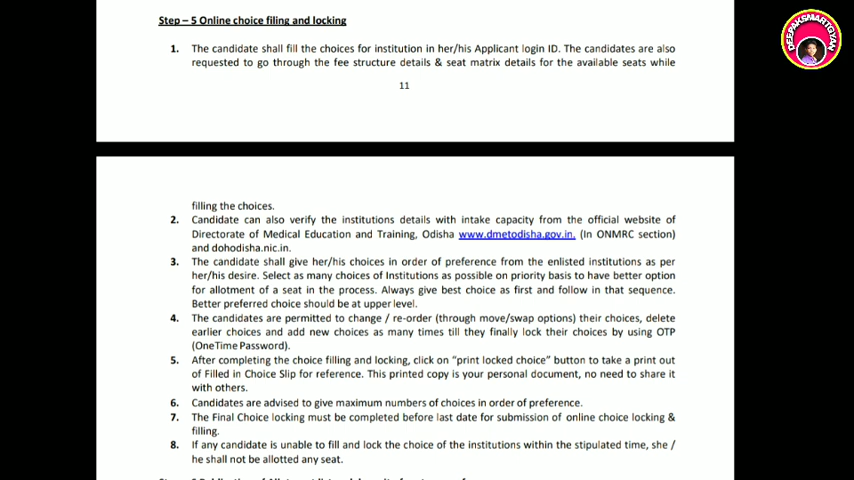 Step – 5 Online choice filing and locking
1. The candidate shall fill the choices for institution in her/his Applicant login ID. The candidates are also
requested to go through the fee structure details & seat matrix details for the available seats while
11
filling the choices.
2. Candidate can also verify the institutions details with intake capacity from the official website of
Directorate of Medical Education and Training, Odisha www.dmetodisha.gov.in. (In ONMRC section)
and dohodisha.nic.in.
3. The candidate shall give her/his choices in order of preference from the enlisted institutions as per
her/his desire. Select as many choices of Institutions as possible on priority basis to have better option
for allotment of a seat in the process. Always give best choice as first and follow in that sequence.
Better preferred choice should be at upper level.
4. The candidates are permitted to change / re-order (through move/swap options) their choices, delete
earlier choices and add new choices as many times till they finally lock their choices by using OTP
(OneTime Password).
5. After completing the choice filling and locking, click on “print locked choice” button to take a print out
of Filled in Choice Slip for reference. This printed copy is your personal document, no need to share it
with others.
6. Candidates are advised to give maximum numbers of choices in order of preference.
7. The Final Choice locking must be completed before last date for submission of online choice locking &
filling.
8. If any candidate is unable to fill and lock the choice of the institutions within the stipulated time, she /
he shall not be allotted any seat.
DEEPAKSMARTGYAN